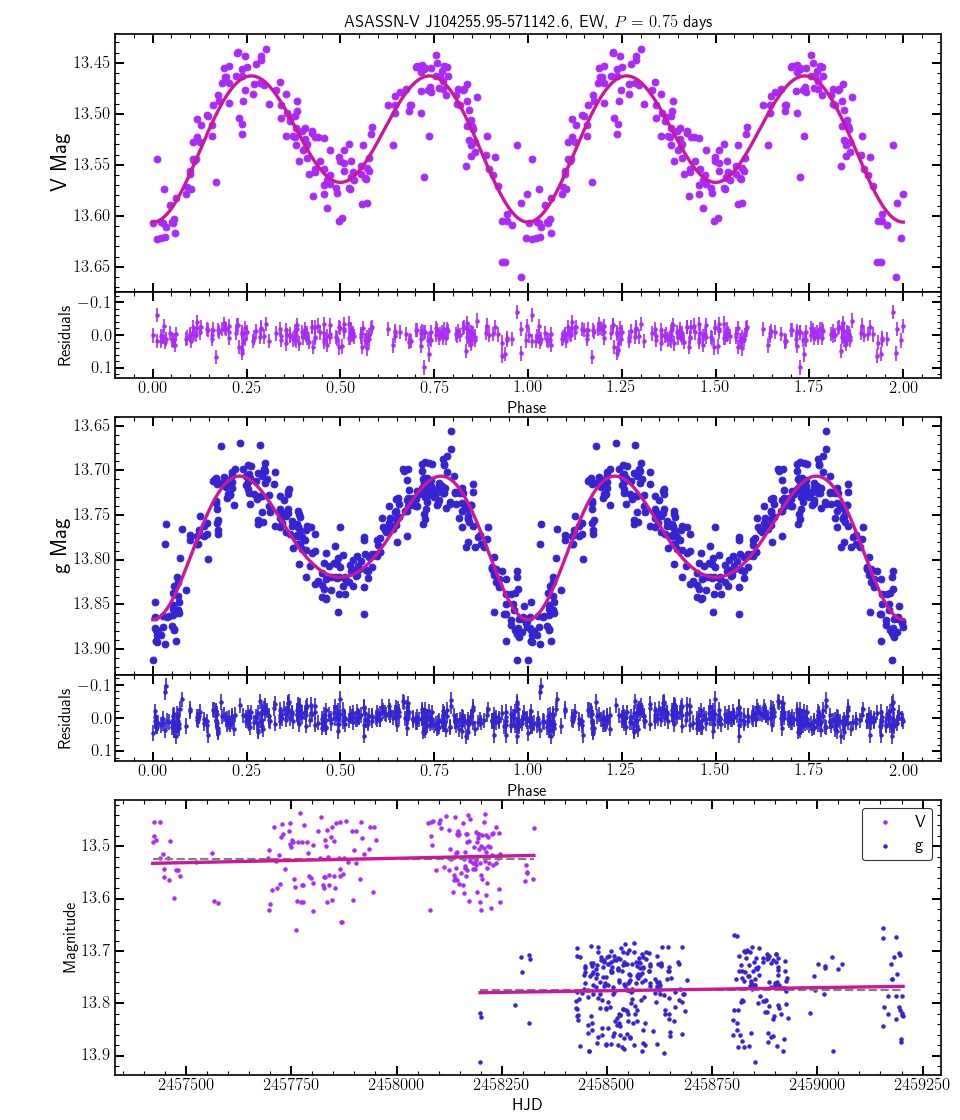 ASASSN-V J104255.95-571142.6, EW, P = 0.75 days
V Mag
13.45
13.50
13.55
13.60
13.65
Residuals
−0.1
0.0
0.1
0.00 0.25 0.50 0.75 1.00 1.25 1.50 1.75 2.00
Phase
g Mag
13.65
13.70
13.75
13.80
13.85
13.90
Residuals
−0.1
0.0
0.1
0.00 0.25 0.50 0.75 1.00 1.25 1.50 1.75 2.00
Phase
V
g
Magnitude
13.5
13.6
13.7
13.8
13.9
2457500 2457750 2458000 2458250 2458500 2458750 2459000 2459250
HJD